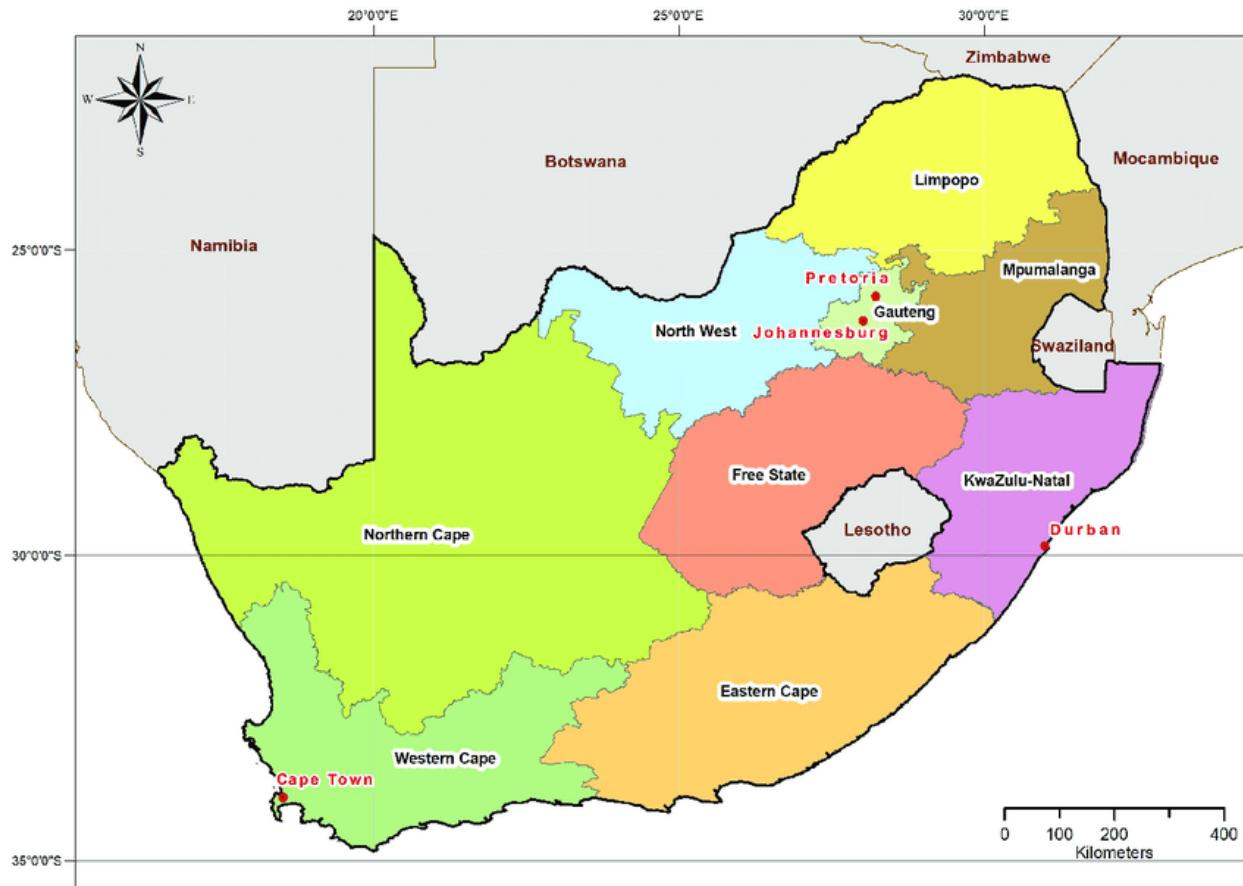 20°0'0"E
25°0'0"E
30°0'0"E
N
W
E
S
Zimbabwe
Botswana
Mocambique
Limpopo
Namibia
25°0'0"S
Mpumalanga
Pretoria
Gauteng
North West
Johannesburg
Swaziland
Free State
KwaZulu-Natal
Northern Cape
Lesotho
Durban
30°0'0"S
Eastern Cape
Western Cape
Cape Town
0 100 200 400
Kilometers
35°0'0"S